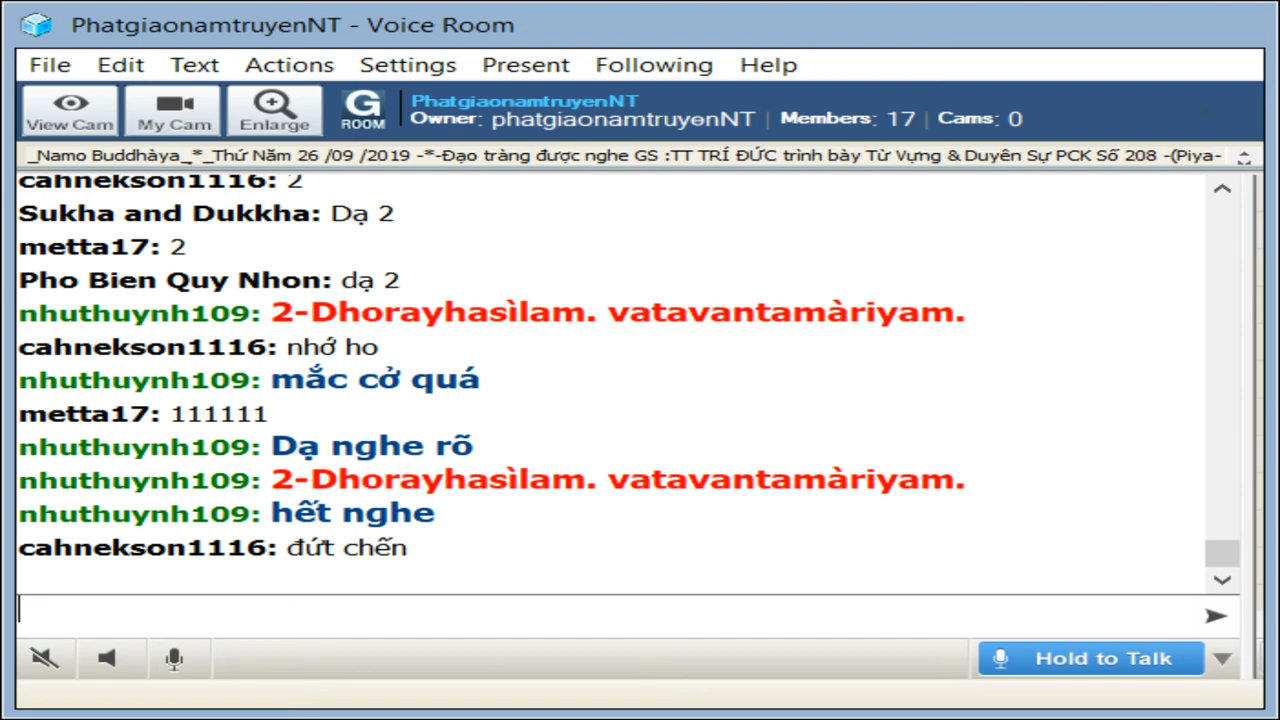 PhatgiaonamtruyenNT - Voice Room
File Edit Text Actions Settings Present Following Help
View Cam My Cam Enlarge G ROOM
PhatgiaonamtruyenNT
Owner: phatgiaonamtruyenNT | Members: 17 | Cams: 0
_Namo Buddhàya_*_Thứ Năm 26 /09 /2019 -*-Đạo tràng được nghe GS :TT TRÍ ĐỨC trình bày Từ Vựng & Duyên Sự PCK Số 208 -(Piya-
cahnekson1116: 2
Sukha and Dukkha: Dạ 2
metta17: 2
Pho Bien Quy Nhon: dạ 2
nhuthuynh109: 2-Dhorayhasìlam. vatavantamàriyam.
cahnekson1116: nhớ ho
nhuthuynh109: mắc cở quá
metta17: 111111
nhuthuynh109: Dạ nghe rõ
nhuthuynh109: 2-Dhorayhasìlam. vatavantamàriyam.
nhuthuynh109: hết nghe
cahnekson1116: đứt chến
Hold to Talk